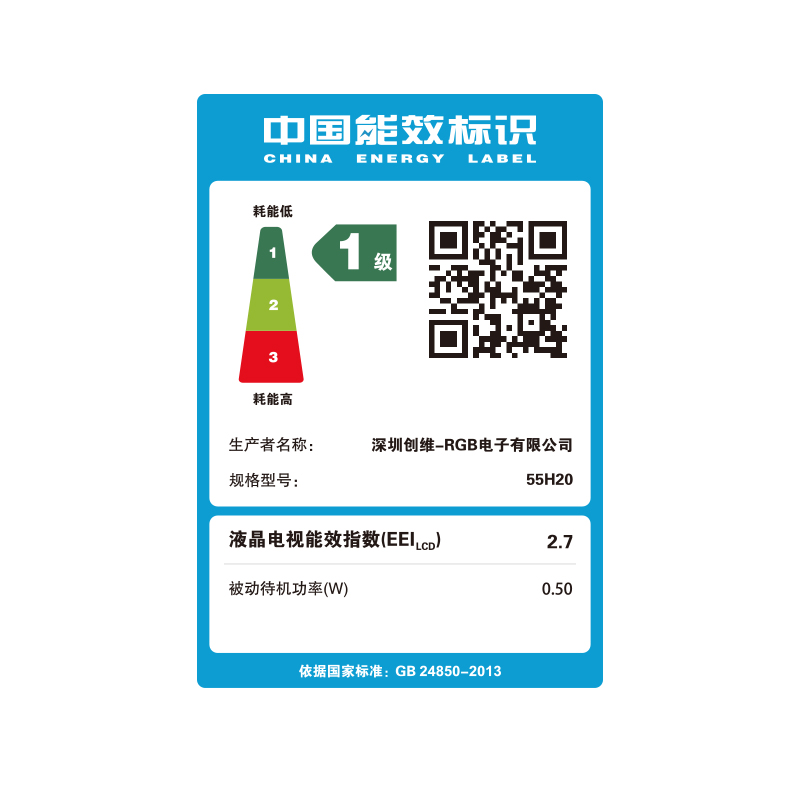 中国能效标识
CHINA ENERGY LABEL
耗能低
1
1级
2
3
耗能高
生产者名称： 深圳创维-RGB电子有限公司
规格型号： 55H20
液晶电视能效指数(EEILCD) 2.7
被动待机功率(W) 0.50
依据国家标准：GB 24850-2013